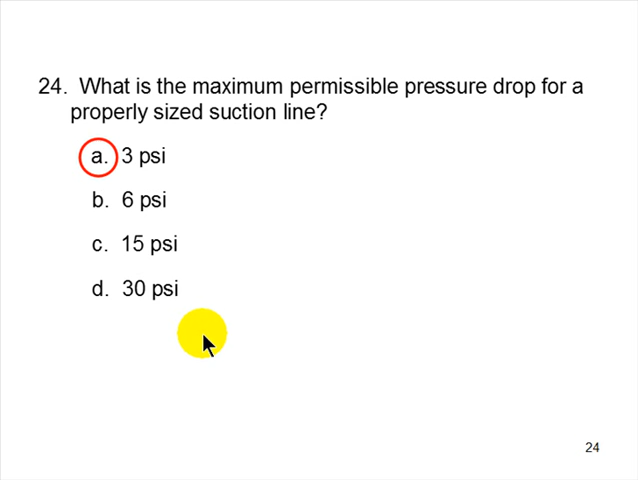 24. What is the maximum permissible pressure drop for a
properly sized suction line?
a. 3 psi
b. 6 psi
c. 15 psi
d. 30 psi
24